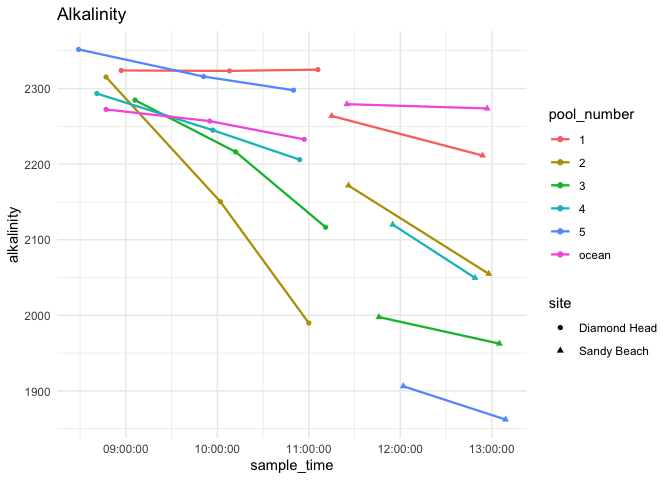 Alkalinity
2300
2200
2100
2000
1900
alkalinity
09:00:00
10:00:00
11:00:00
12:00:00
13:00:00
sample_time
pool_number
1
2
3
4
5
ocean
site
Diamond Head
Sandy Beach